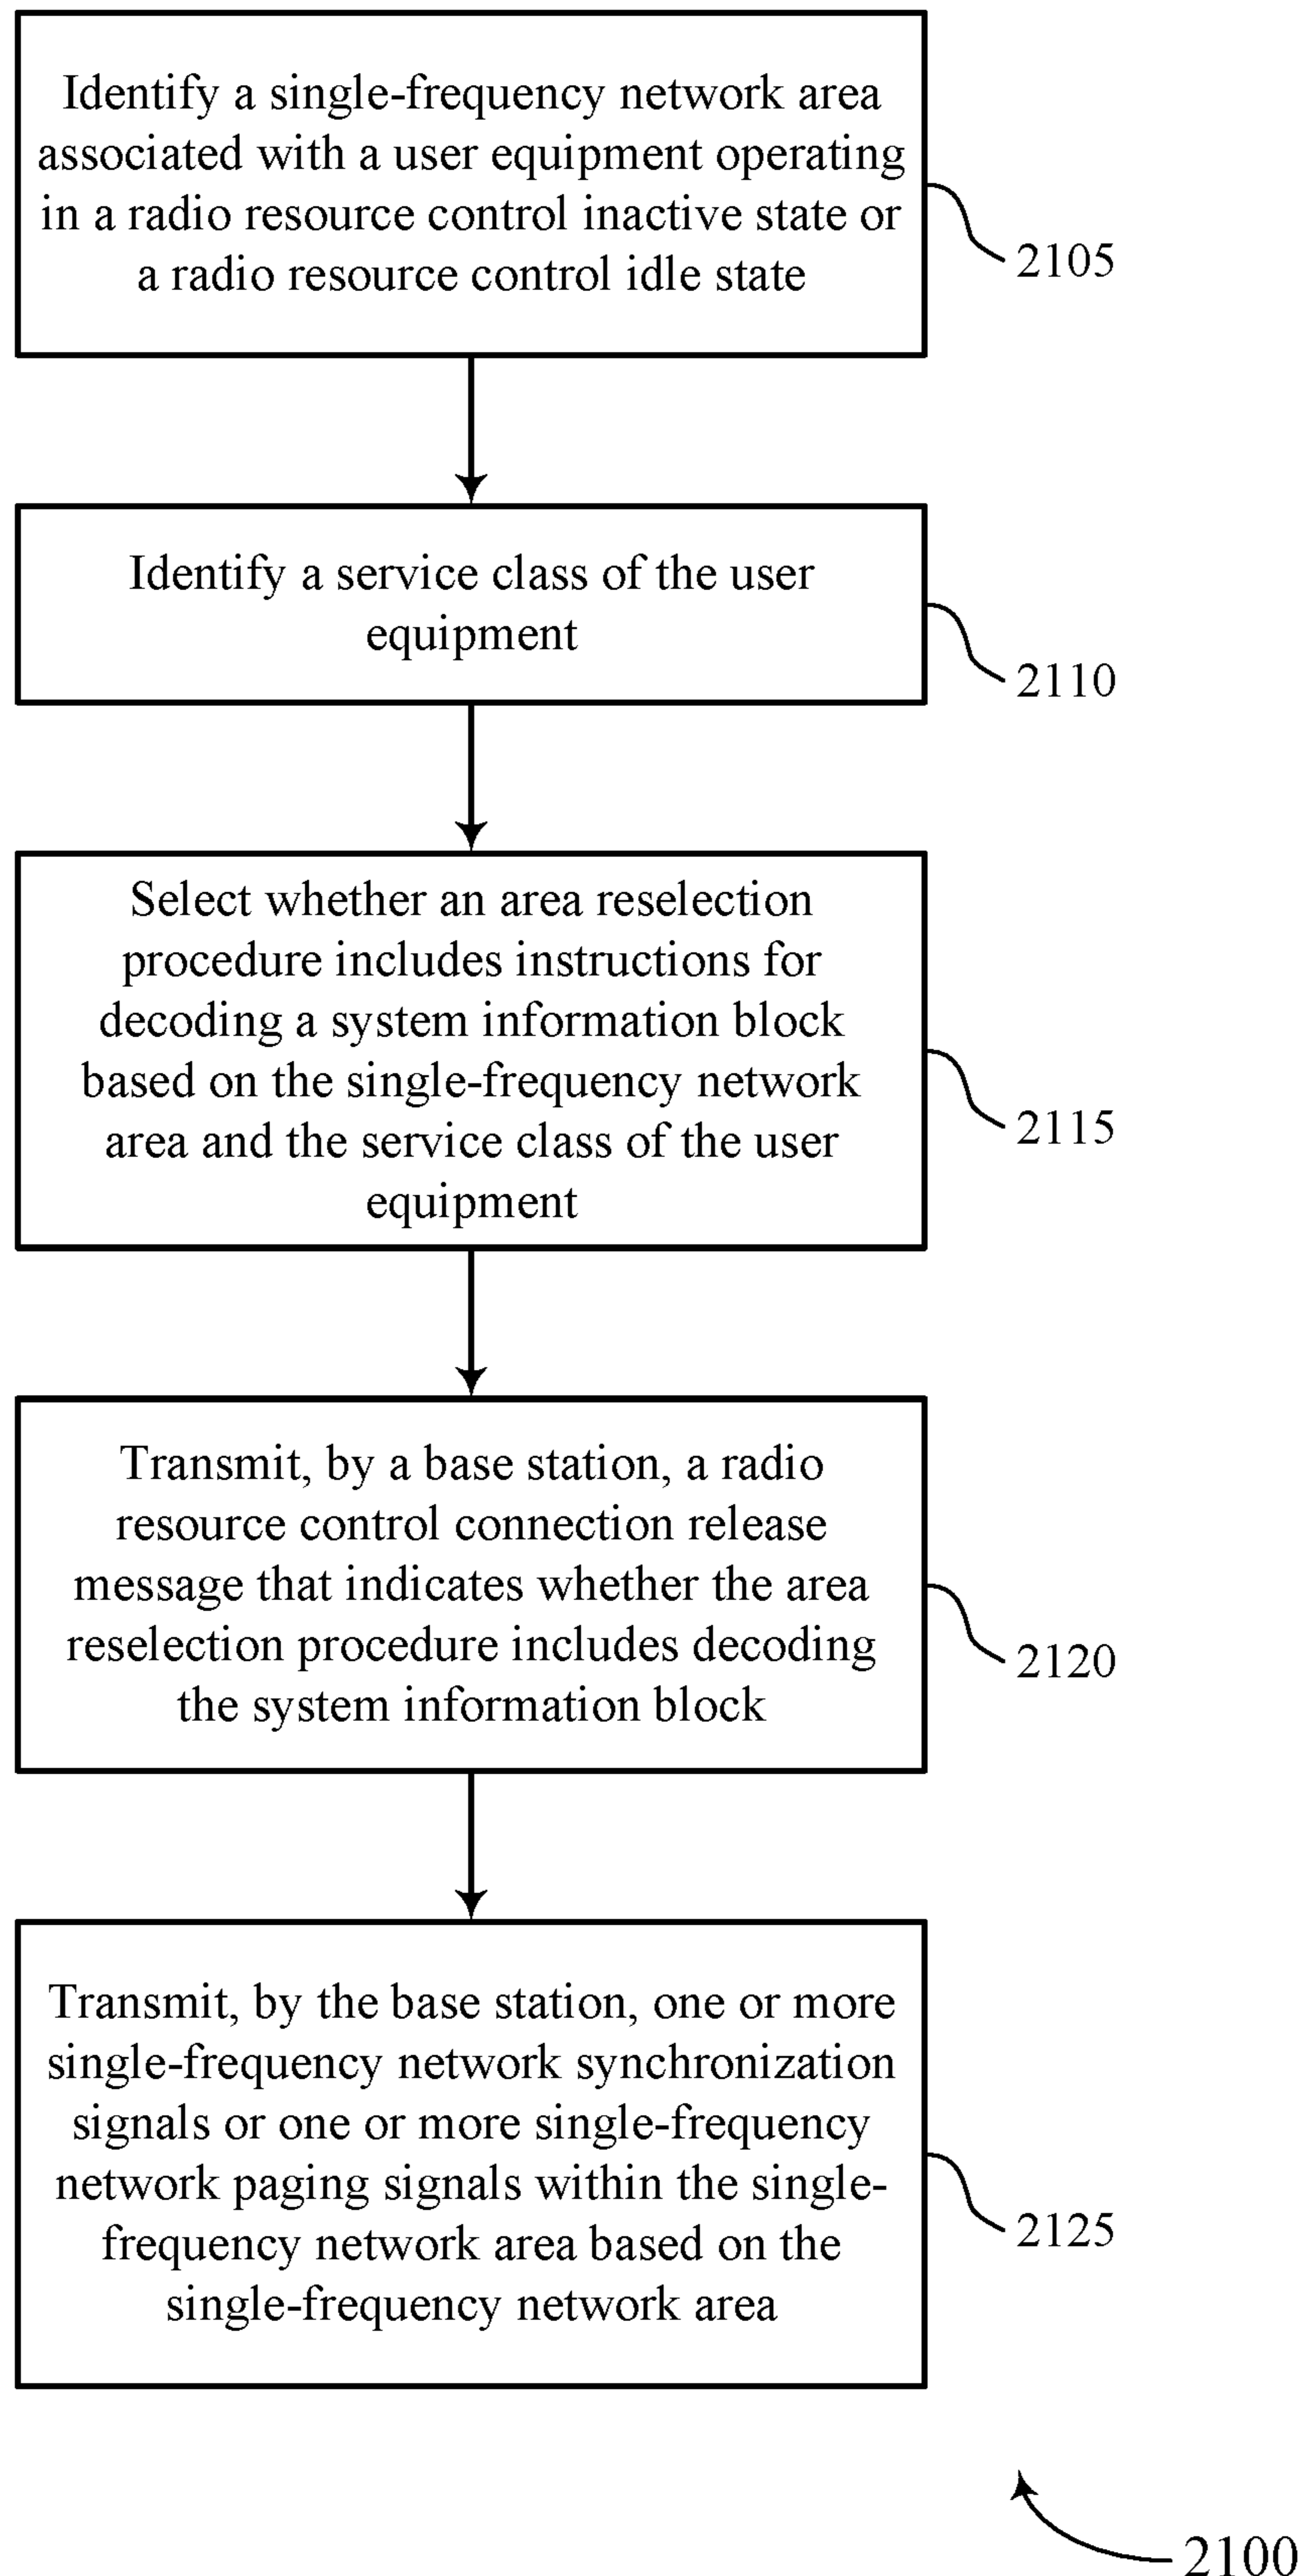 Identify a single-frequency network area
associated with a user equipment operating
in a radio resource control inactive state or
a radio resource control idle state
2105
Identify a service class of the user
equipment
2110
Select whether an area reselection
procedure includes instructions for
decoding a system information block
based on the single-frequency network
area and the service class of the user
equipment
2115
Transmit, by a base station, a radio
resource control connection release
message that indicates whether the area
reselection procedure includes decoding
the system information block
2120
Transmit, by the base station, one or more
single-frequency network synchronization
signals or one or more single-frequency
network paging signals within the single-
frequency network area based on the
single-frequency network area
2125
2100